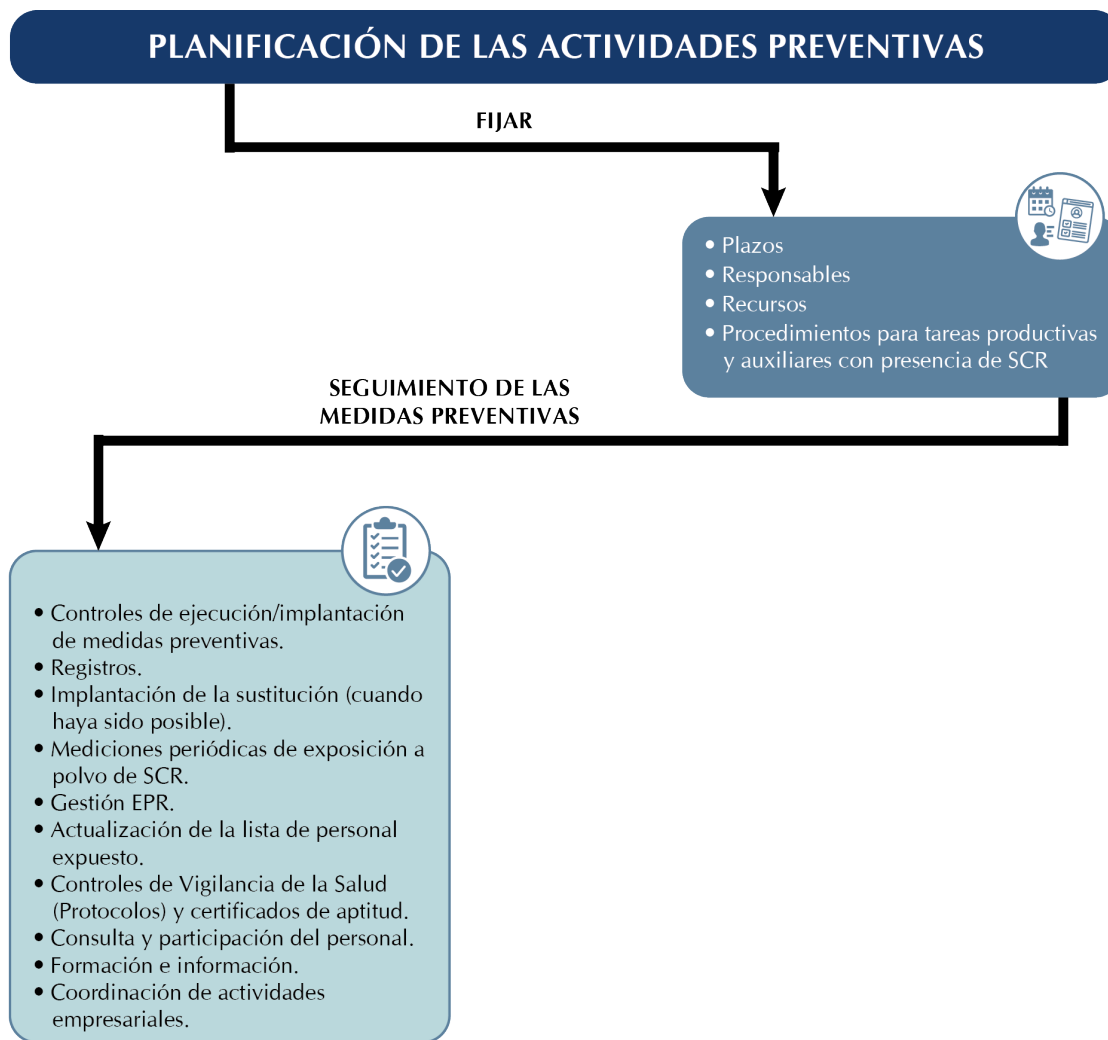 PLANIFICACIÓN DE LAS ACTIVIDADES PREVENTIVAS
FIJAR
• Plazos
• Responsables
• Recursos
• Procedimientos para tareas productivas
y auxiliares con presencia de SCR
SEGUIMIENTO DE LAS
MEDIDAS PREVENTIVAS
• Controles de ejecución/implantación
de medidas preventivas.
• Registros.
• Implantación de la sustitución (cuando
haya sido posible).
• Mediciones periódicas de exposición a
polvo de SCR.
• Gestión EPR.
• Actualización de la lista de personal
expuesto.
• Controles de Vigilancia de la Salud
(Protocolos) y certificados de aptitud.
• Consulta y participación del personal.
• Formación e información.
• Coordinación de actividades
empresariales.